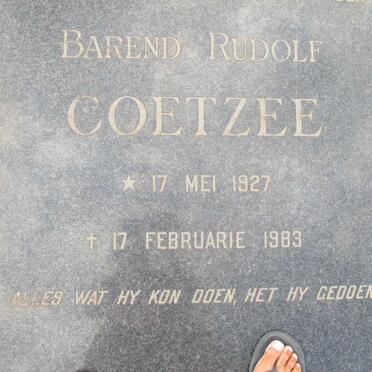 BAREND RUDOLF
COETZEE
★ 17 MEI 1927
✝ 17 FEBRUARIE 1983
ALLES WAT HY KON DOEN, HET HY GEDOEN